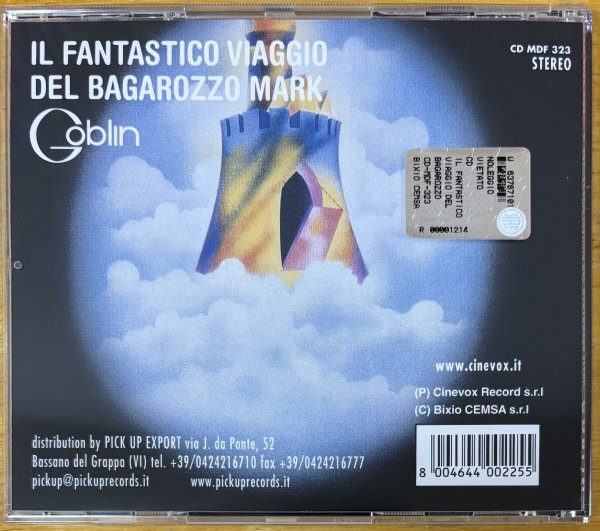 IL FANTASTICO VIAGGIO
DEL BAGAROZZO MARK
Goblin
CD MDF 323
STEREO
W 63787101
NOLEGGIO
VIETATO
CD
IL FANTASTICO
VIAGGIO DEL
BAGAROZZO
CD-MDF-323
BIXIO CEMSA
R 00001214
www.cinevox.it
(P) Cinevox Record s.r.l
(C) Bixio CEMSA s.r.l
distribution by PICK UP EXPORT via J. da Ponte, 52
Bassano del Grappa (VI) tel. +39/0424216710 fax +39/0424216777
pickup@pickuprecords.it www.pickuprecords.it
8 004644 002255